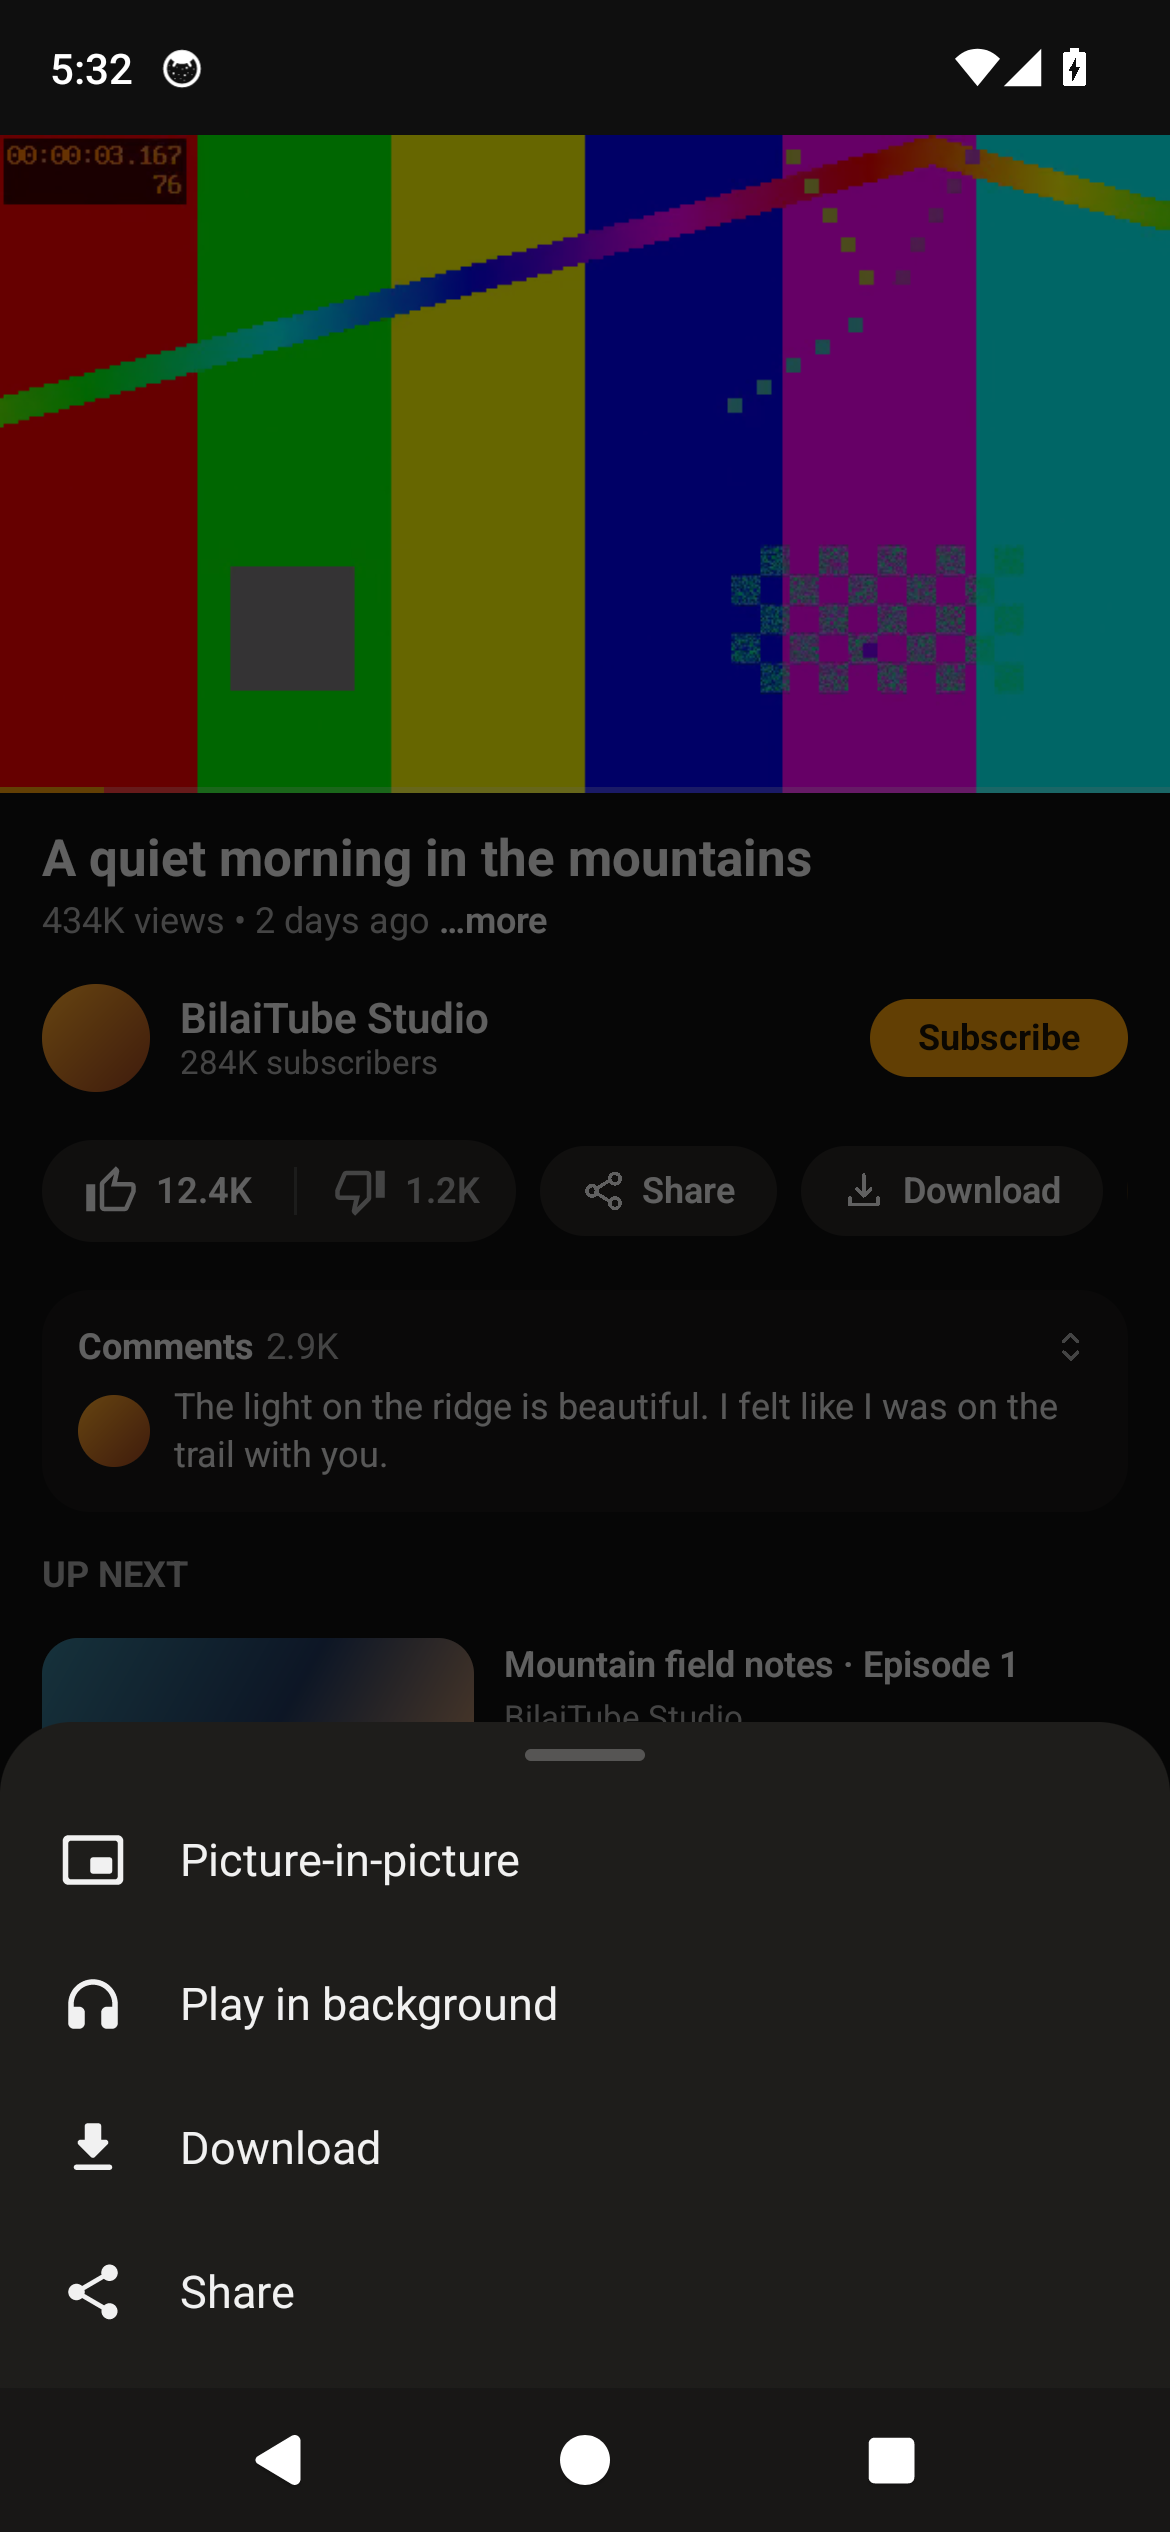 5:32
00:00:03.167
76
A quiet morning in the mountains
434K views • 2 days ago ...more
BilaiTube Studio
284K subscribers
Subscribe
12.4K
1.2K
Share
Download
Comments 2.9K
The light on the ridge is beautiful. I felt like I was on the
trail with you.
UP NEXT
Mountain field notes · Episode 1
BilaiTube Studio
Picture-in-picture
Play in background
Download
Share